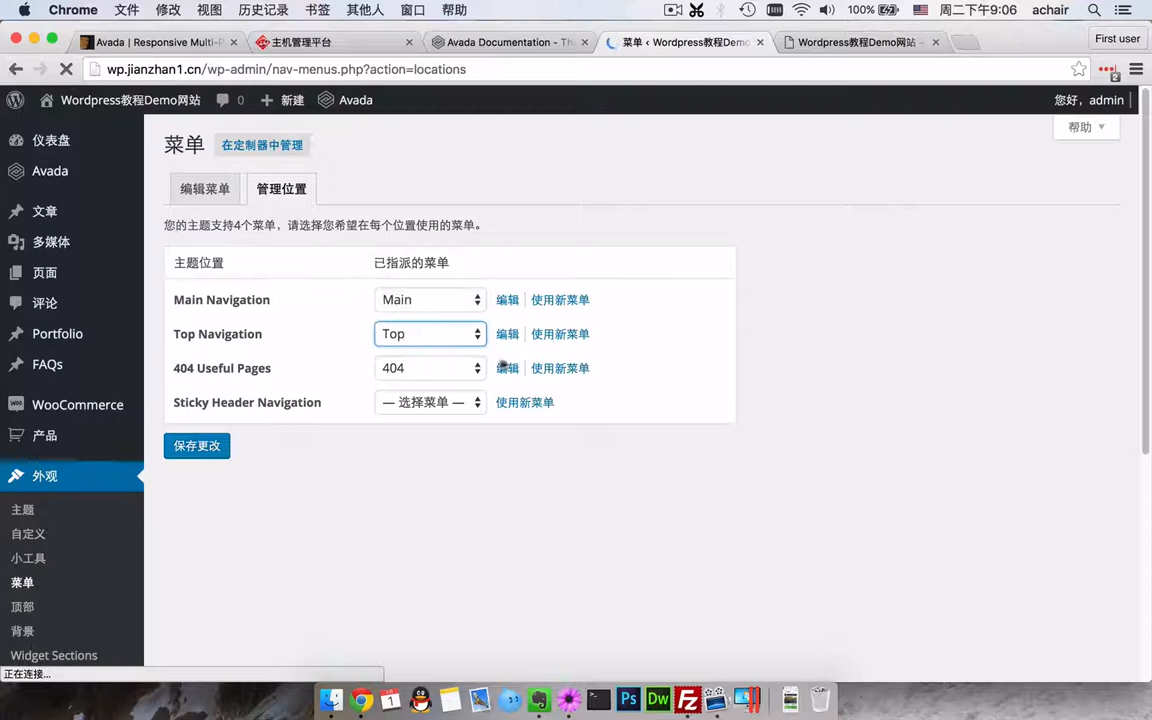 Chrome 文件 修改 视图 历史记录 书签 其他人 窗口 帮助 100% 周二下午9:06 achair
Avada | Responsive Multi-P 主机管理平台 Avada Documentation - Th 菜单 ‹ Wordpress教程Demo Wordpress教程Demo网站 – First user
wp.jianzhan1.cn/wp-admin/nav-menus.php?action=locations 2
Wordpress教程Demo网站 0 新建 Avada 您好，admin
帮助
仪表盘
Avada
文章
多媒体
页面
评论
Portfolio
FAQs
WooCommerce
产品
外观
主题
自定义
小工具
菜单
顶部
背景
Widget Sections
正在连接...
菜单 在定制器中管理
编辑菜单 管理位置
您的主题支持4个菜单，请选择您希望在每个位置使用的菜单。
主题位置 已指派的菜单
Main Navigation Main 编辑 使用新菜单
Top Navigation Top 编辑 使用新菜单
404 Useful Pages 404 编辑 使用新菜单
Sticky Header Navigation — 选择菜单 — 使用新菜单
保存更改
1 Ps Dw Fz